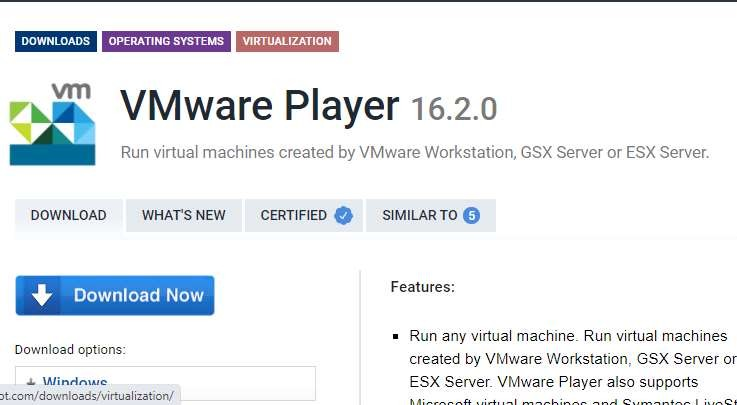 DOWNLOADS OPERATING SYSTEMS VIRTUALIZATION
vm
VMware Player 16.2.0
Run virtual machines created by VMware Workstation, GSX Server or ESX Server.
DOWNLOAD WHAT'S NEW CERTIFIED SIMILAR TO 5
Download Now
Features:
Download options:
Run any virtual machine. Run virtual machines
created by VMware Workstation, GSX Server or
ESX Server. VMware Player also supports
Windows
ot.com/downloads/virtualization/
Microsoft virtual machines and Symantec LiveSt